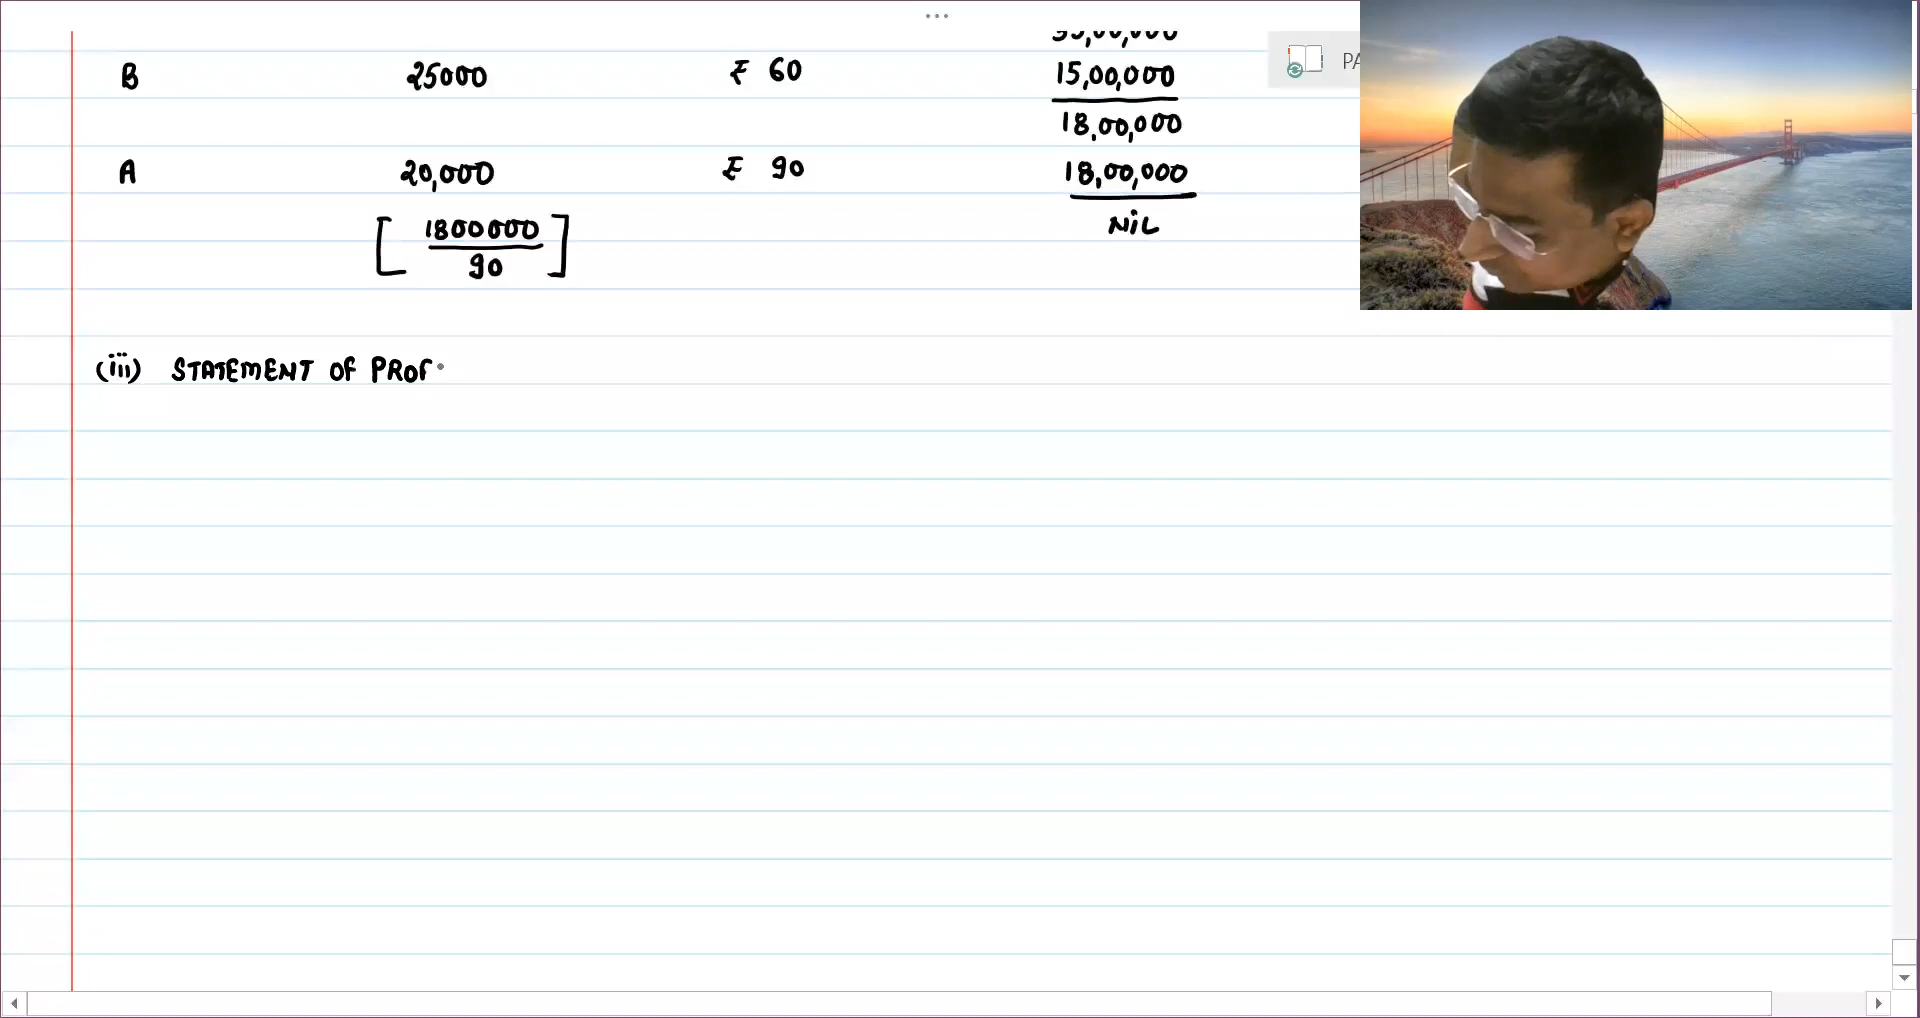 B 25000 ₹ 60 15,00,000
18,00,000
A 20,000 ₹ 90 18,00,000
[ 1800000 / 90 ] NiL
(iii) STATEMENT OF PROF
PA